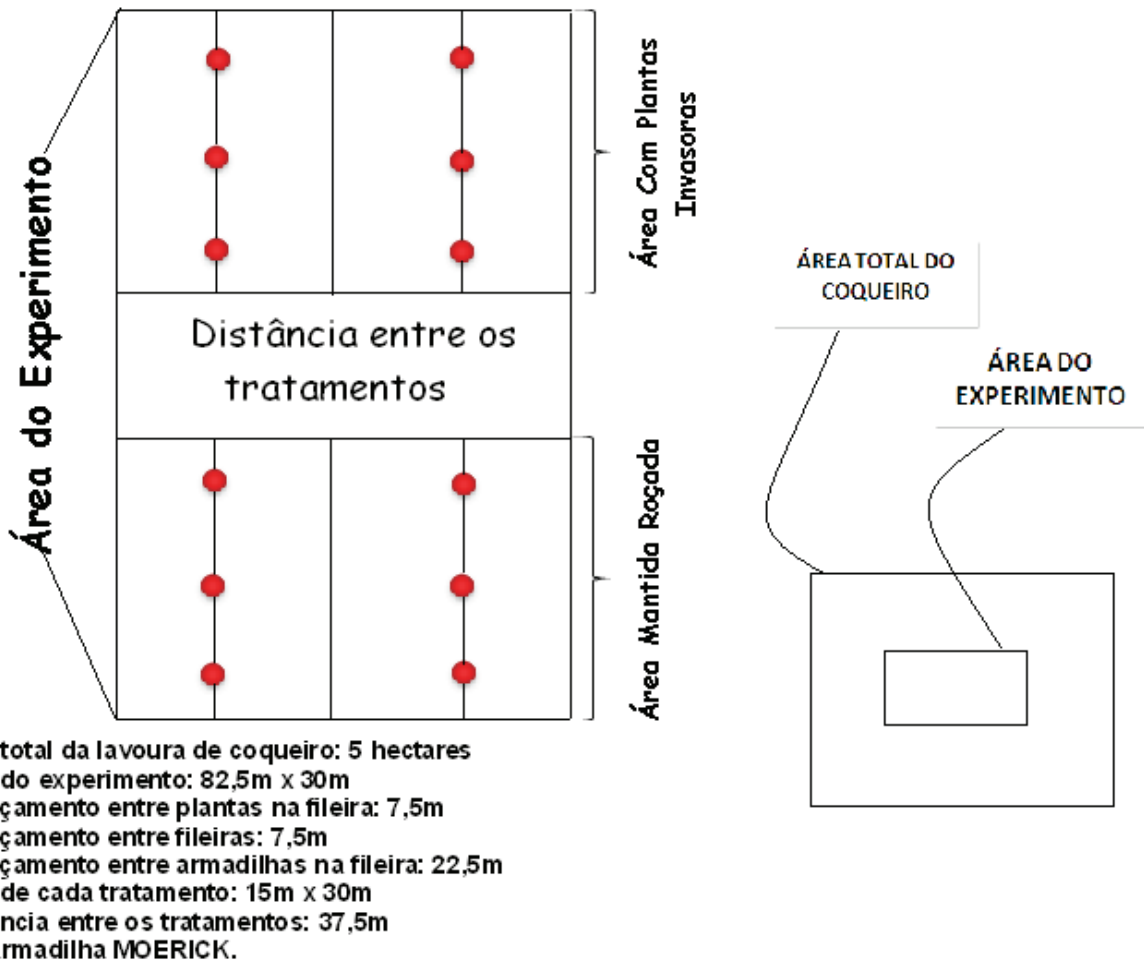 Área do Experimento
Distância entre os
tratamentos
Área Com Plantas
Invasoras
Área Mantida Roçada
ÁREA TOTAL DO
COQUEIRO
ÁREA DO
EXPERIMENTO
total da lavoura de coqueiro: 5 hectares
do experimento: 82,5m x 30m
çamento entre plantas na fileira: 7,5m
çamento entre fileiras: 7,5m
çamento entre armadilhas na fileira: 22,5m
de cada tratamento: 15m x 30m
ncia entre os tratamentos: 37,5m
rmadilha MOERICK.